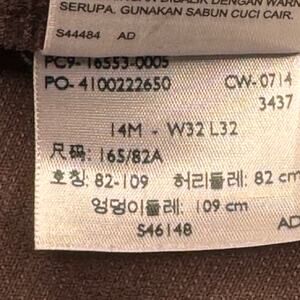 SERUPA. GUNAKAN SABUN CUCI CAIR.
S44484 AD
PC9-16553-0005
PO-4100222650 CW-0714
3437
14M - W32 L32
尺码: 165/82A
호칭: 82-109 허리둘레: 82 cm
엉덩이둘레: 109 cm
S46148 AD